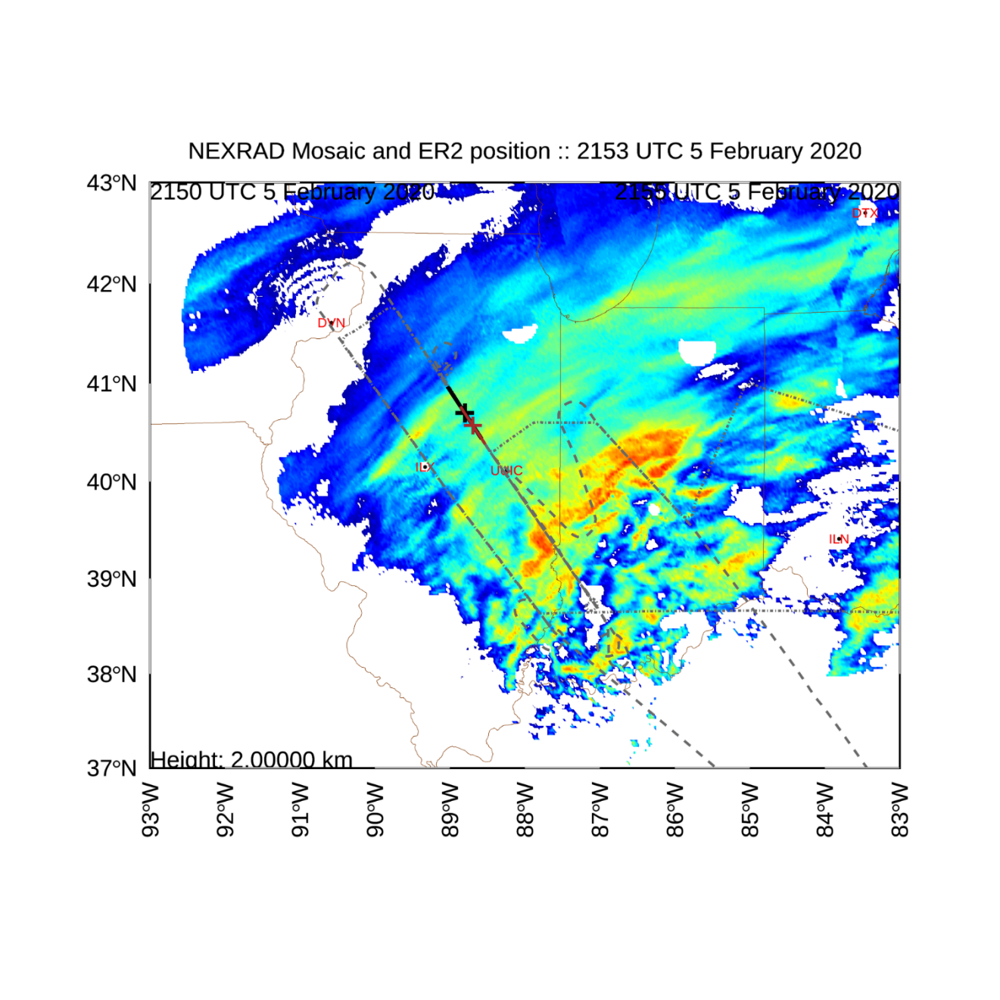 NEXRAD Mosaic and ER2 position :: 2153 UTC 5 February 2020
43°N
2150 UTC 5 February 2020
2155 UTC 5 February 2020
DTX
42°N
DVN
41°N
ILX
UUIC
40°N
ILN
39°N
38°N
Height: 2.00000 km
37°N
93°W
92°W
91°W
90°W
89°W
88°W
87°W
86°W
85°W
84°W
83°W